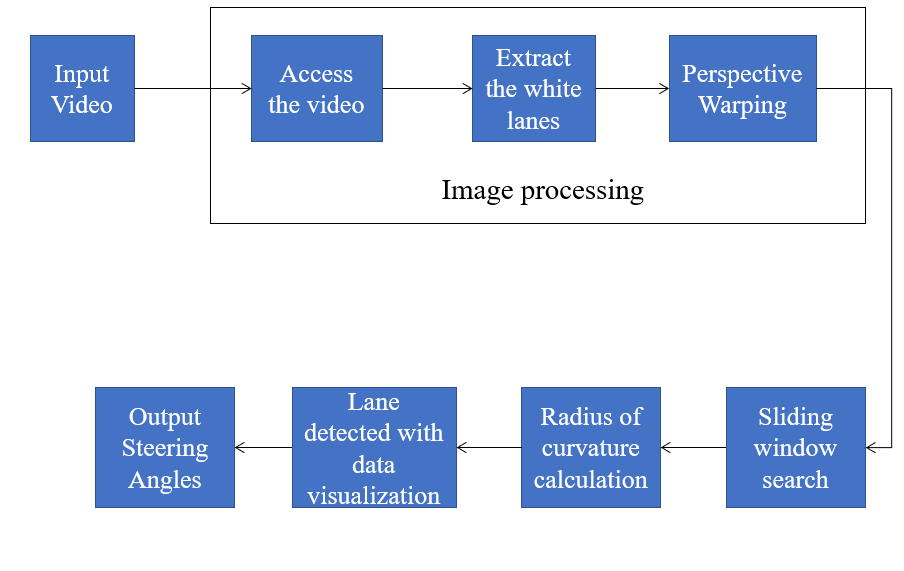 Input
Video
Access
the video
Extract
the white
lanes
Perspective
Warping
Image processing
Output
Steering
Angles
Lane
detected with
data
visualization
Radius of
curvature
calculation
Sliding
window
search